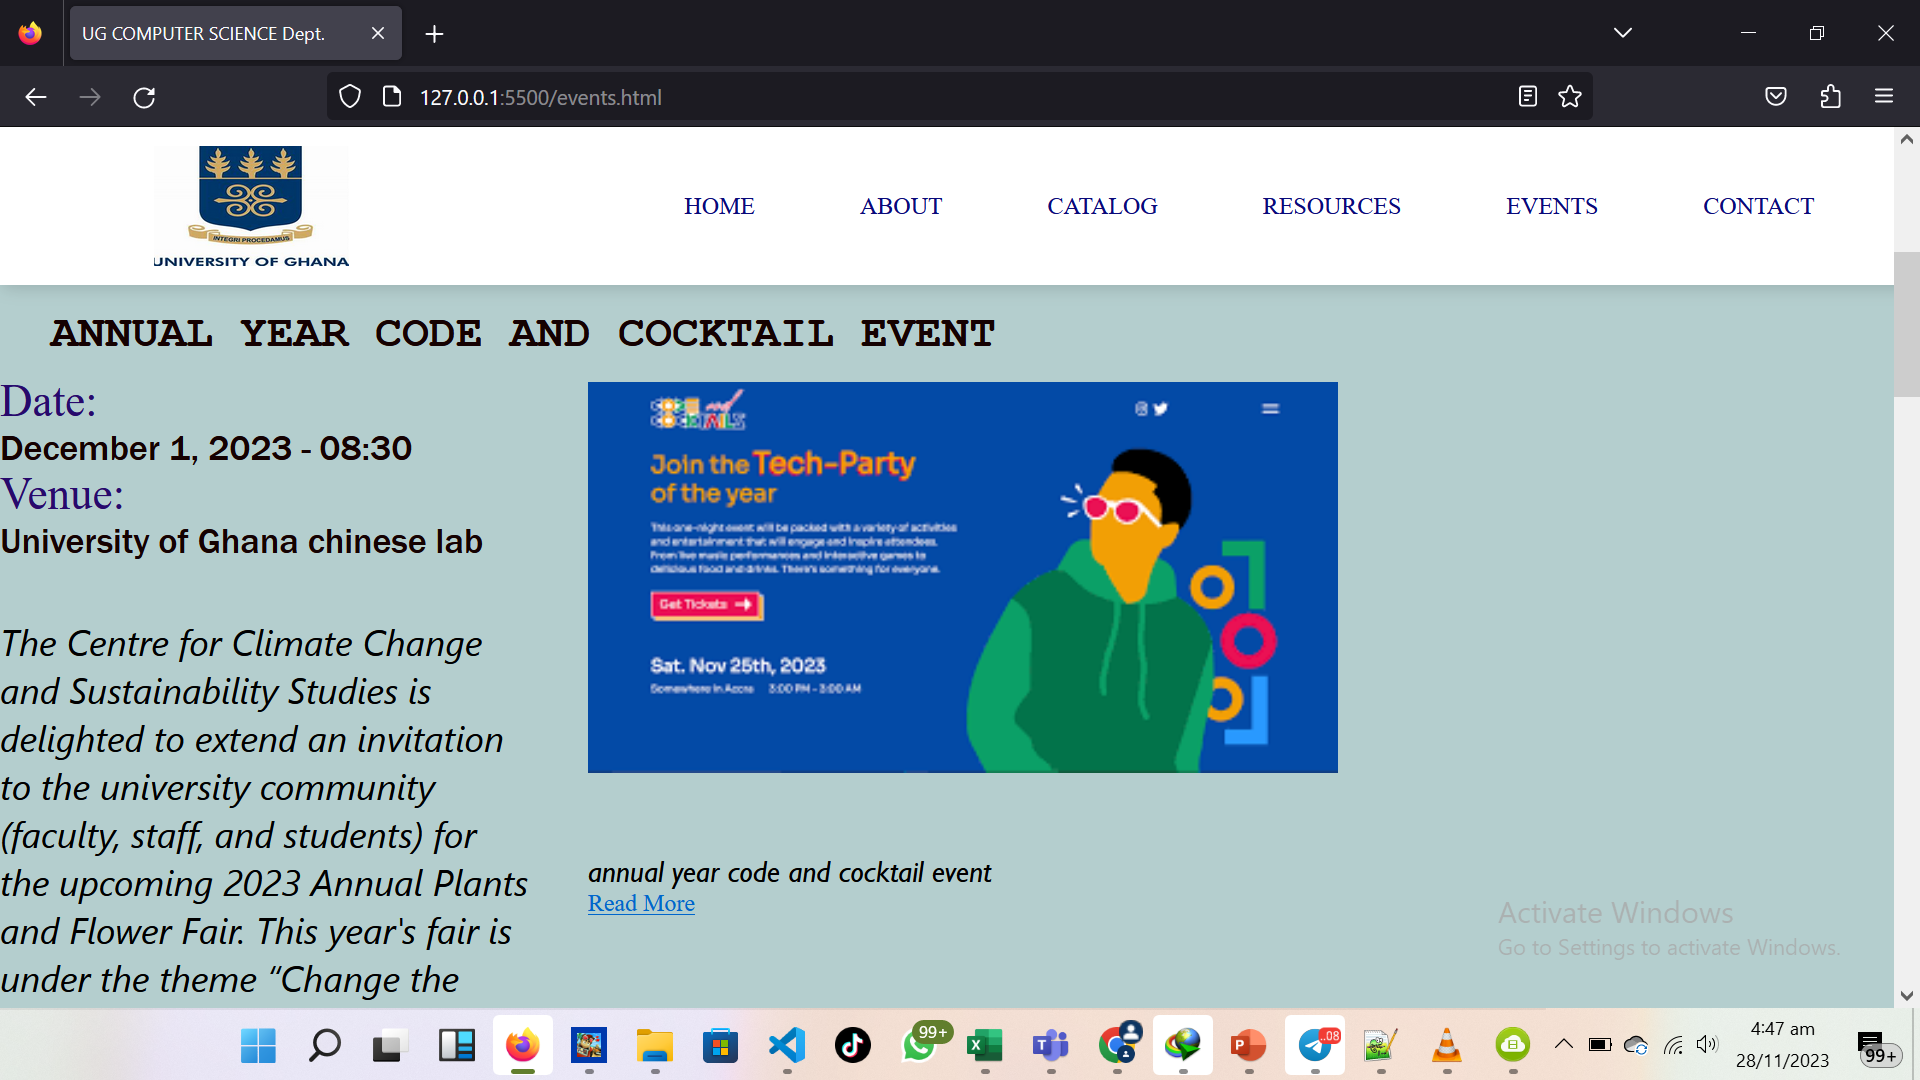 UG COMPUTER SCIENCE Dept.
127.0.0.1:5500/events.html
INTEGRI PROCEDAMUS
UNIVERSITY OF GHANA
HOME
ABOUT
CATALOG
RESOURCES
EVENTS
CONTACT
ANNUAL YEAR CODE AND COCKTAIL EVENT
Date:
December 1, 2023 - 08:30
Venue:
University of Ghana chinese lab
The Centre for Climate Change
and Sustainability Studies is
delighted to extend an invitation
to the university community
(faculty, staff, and students) for
the upcoming 2023 Annual Plants
and Flower Fair. This year's fair is
under the theme “Change the
Join the Tech-Party
of the year
This one-night event will be packed with a variety of activities
and entertainment that will engage and inspire attendees.
From live music performances and interactive games to
delicious food and drinks. There's something for everyone.
Get Tickets
Sat. Nov 25th, 2023
Somewhere in Accra 3:00 PM - 3:00 AM
annual year code and cocktail event
Read More
Activate Windows
Go to Settings to activate Windows.
99+
.08
4:47 am
28/11/2023
99+